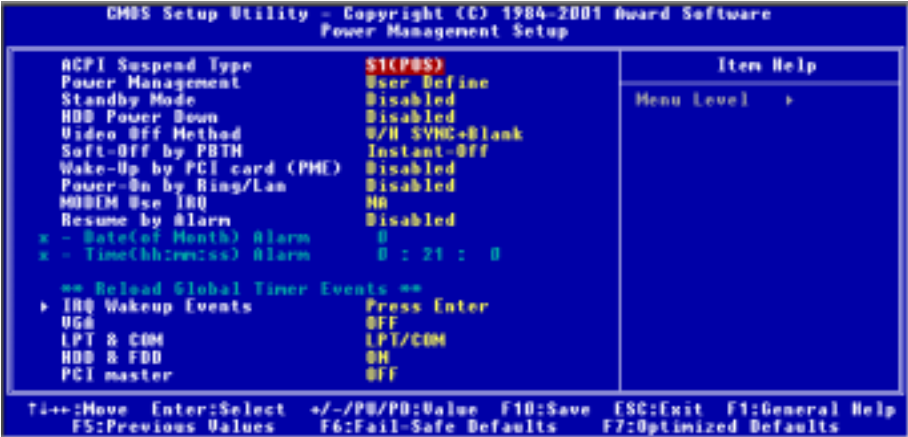 CMOS Setup Utility - Copyright (C) 1984-2001 Award Software
Power Management Setup
ACPI Suspend Type S1(POS) Item Help
Power Management User Define
Standby Mode Disabled Menu Level ▸
HDD Power Down Disabled
Video Off Method V/H SYNC+Blank
Soft-Off by PBTN Instant-Off
Wake-Up by PCI card (PME) Disabled
Power-On by Ring/Lan Disabled
MODEM Use IRQ NA
Resume by Alarm Disabled
x - Date(of Month) Alarm 0
x - Time(hh:mm:ss) Alarm 0 : 21 : 0
** Reload Global Timer Events **
▸ IRQ Wakeup Events Press Enter
VGA OFF
LPT & COM LPT/COM
HDD & FDD ON
PCI master OFF
↑↓→←:Move Enter:Select +/-/PU/PD:Value F10:Save ESC:Exit F1:General Help
F5:Previous Values F6:Fail-Safe Defaults F7:Optimized Defaults